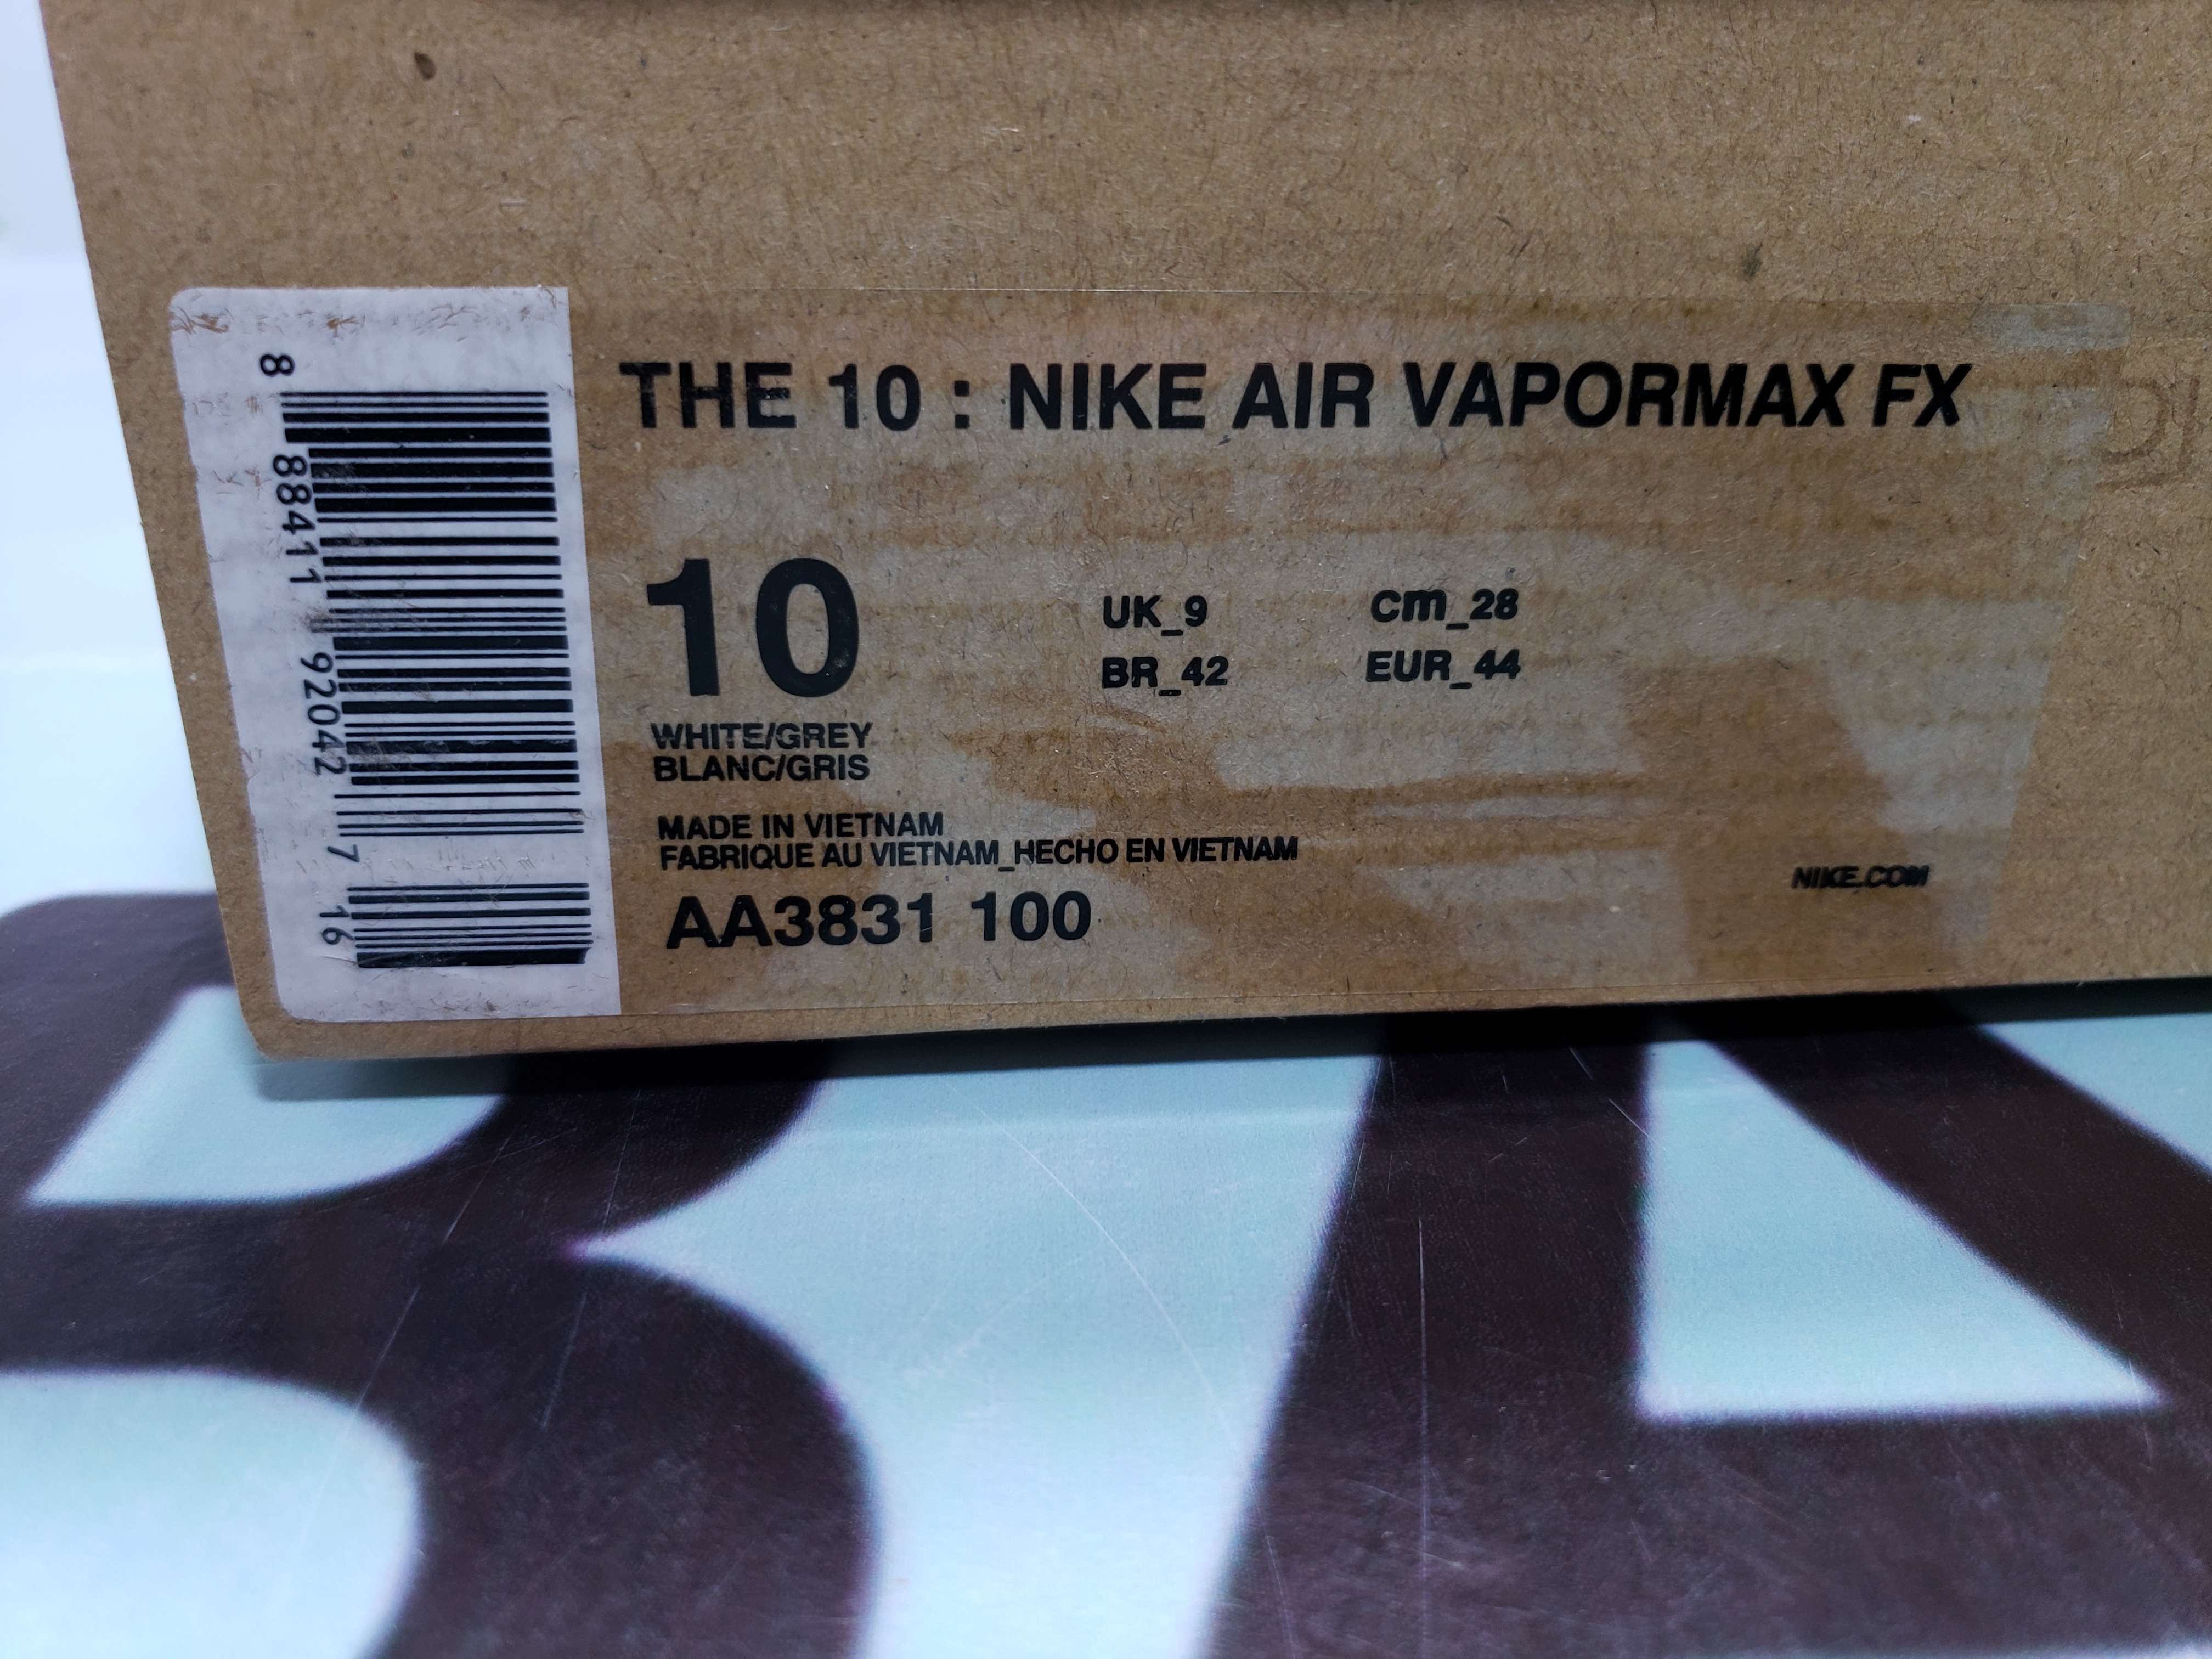 THE 10 : NIKE AIR VAPORMAX FX
10
UK_9 cm_28
BR_42 EUR_44
WHITE/GREY
BLANC/GRIS
MADE IN VIETNAM
FABRIQUE AU VIETNAM_HECHO EN VIETNAM
AA3831 100
NIKE.COM
8 88411 92042 7 16